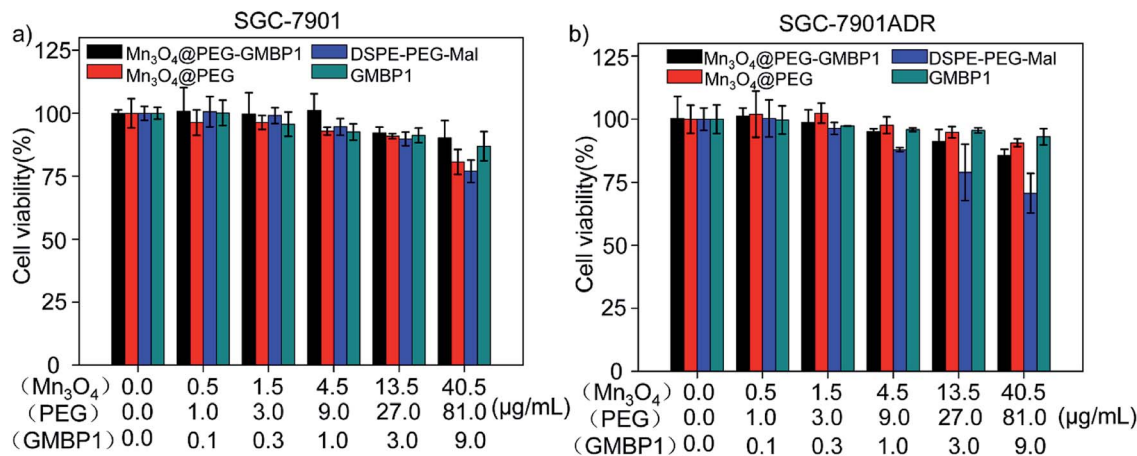 a)
SGC-7901
125
100
75
50
25
0
Cell viability(%)
Mn₃O₄@PEG-GMBP1
Mn₃O₄@PEG
DSPE-PEG-Mal
GMBP1
(Mn₃O₄) 0.0 0.5 1.5 4.5 13.5 40.5
(PEG) 0.0 1.0 3.0 9.0 27.0 81.0 (μg/mL)
(GMBP1) 0.0 0.1 0.3 1.0 3.0 9.0
b)
SGC-7901ADR
125
100
75
50
25
0
Cell viability(%)
Mn₃O₄@PEG-GMBP1
Mn₃O₄@PEG
DSPE-PEG-Mal
GMBP1
(Mn₃O₄) 0.0 0.5 1.5 4.5 13.5 40.5
(PEG) 0.0 1.0 3.0 9.0 27.0 81.0 (μg/mL)
(GMBP1) 0.0 0.1 0.3 1.0 3.0 9.0